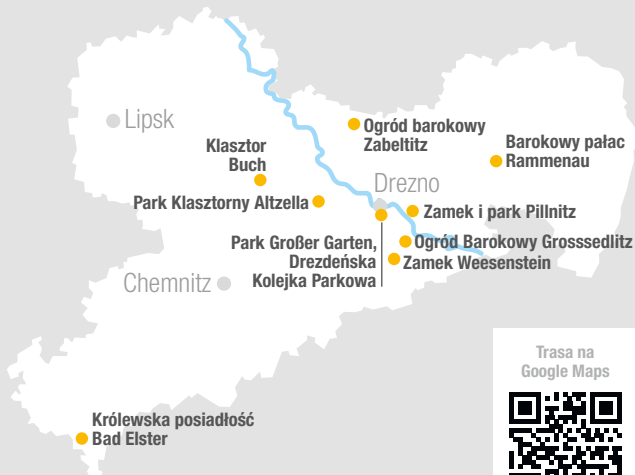 Lipsk
Ogród barokowy
Zabeltitz
Klasztor
Buch
Barokowy pałac
Rammenau
Drezno
Park Klasztorny Altzella
Zamek i park Pillnitz
Park Großer Garten,
Drezdeńska
Kolejka Parkowa
Ogród Barokowy Grosssedlitz
Zamek Weesenstein
Chemnitz
Trasa na
Google Maps
Królewska posiadłość
Bad Elster